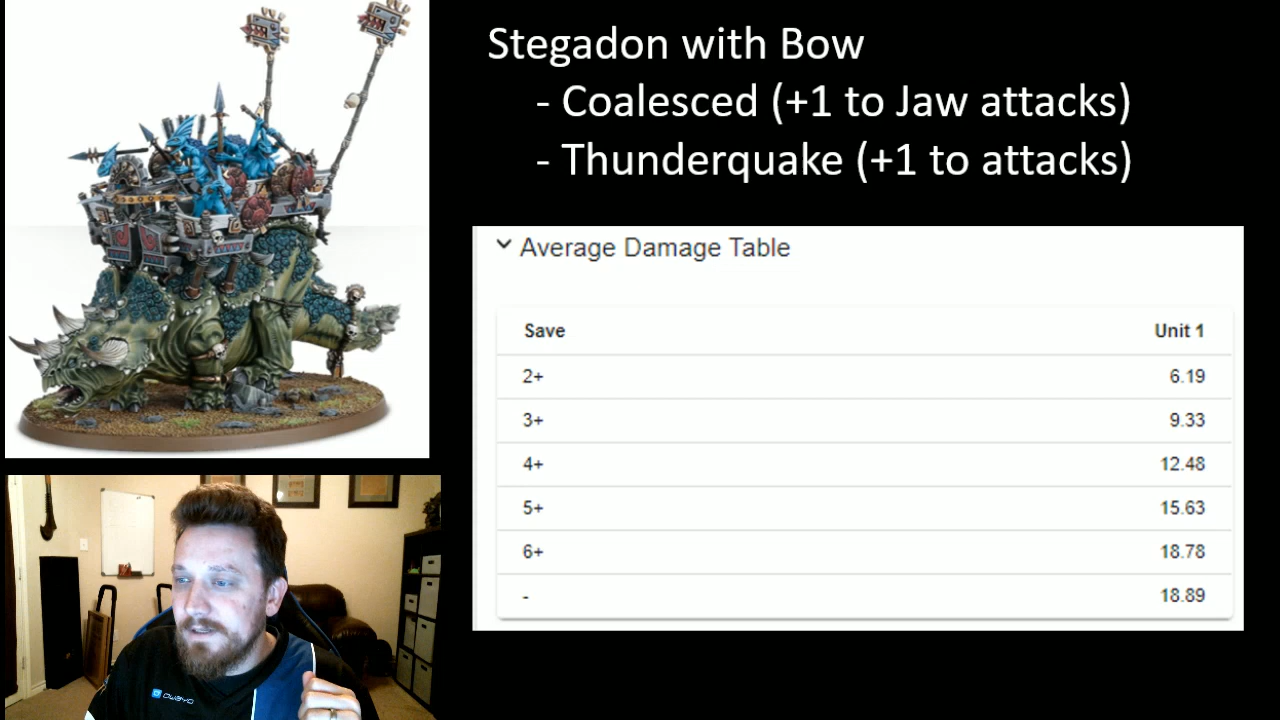 Stegadon with Bow
- Coalesced (+1 to Jaw attacks)
- Thunderquake (+1 to attacks)
Average Damage Table
Save Unit 1
2+ 6.19
3+ 9.33
4+ 12.48
5+ 15.63
6+ 18.78
- 18.89
owayo